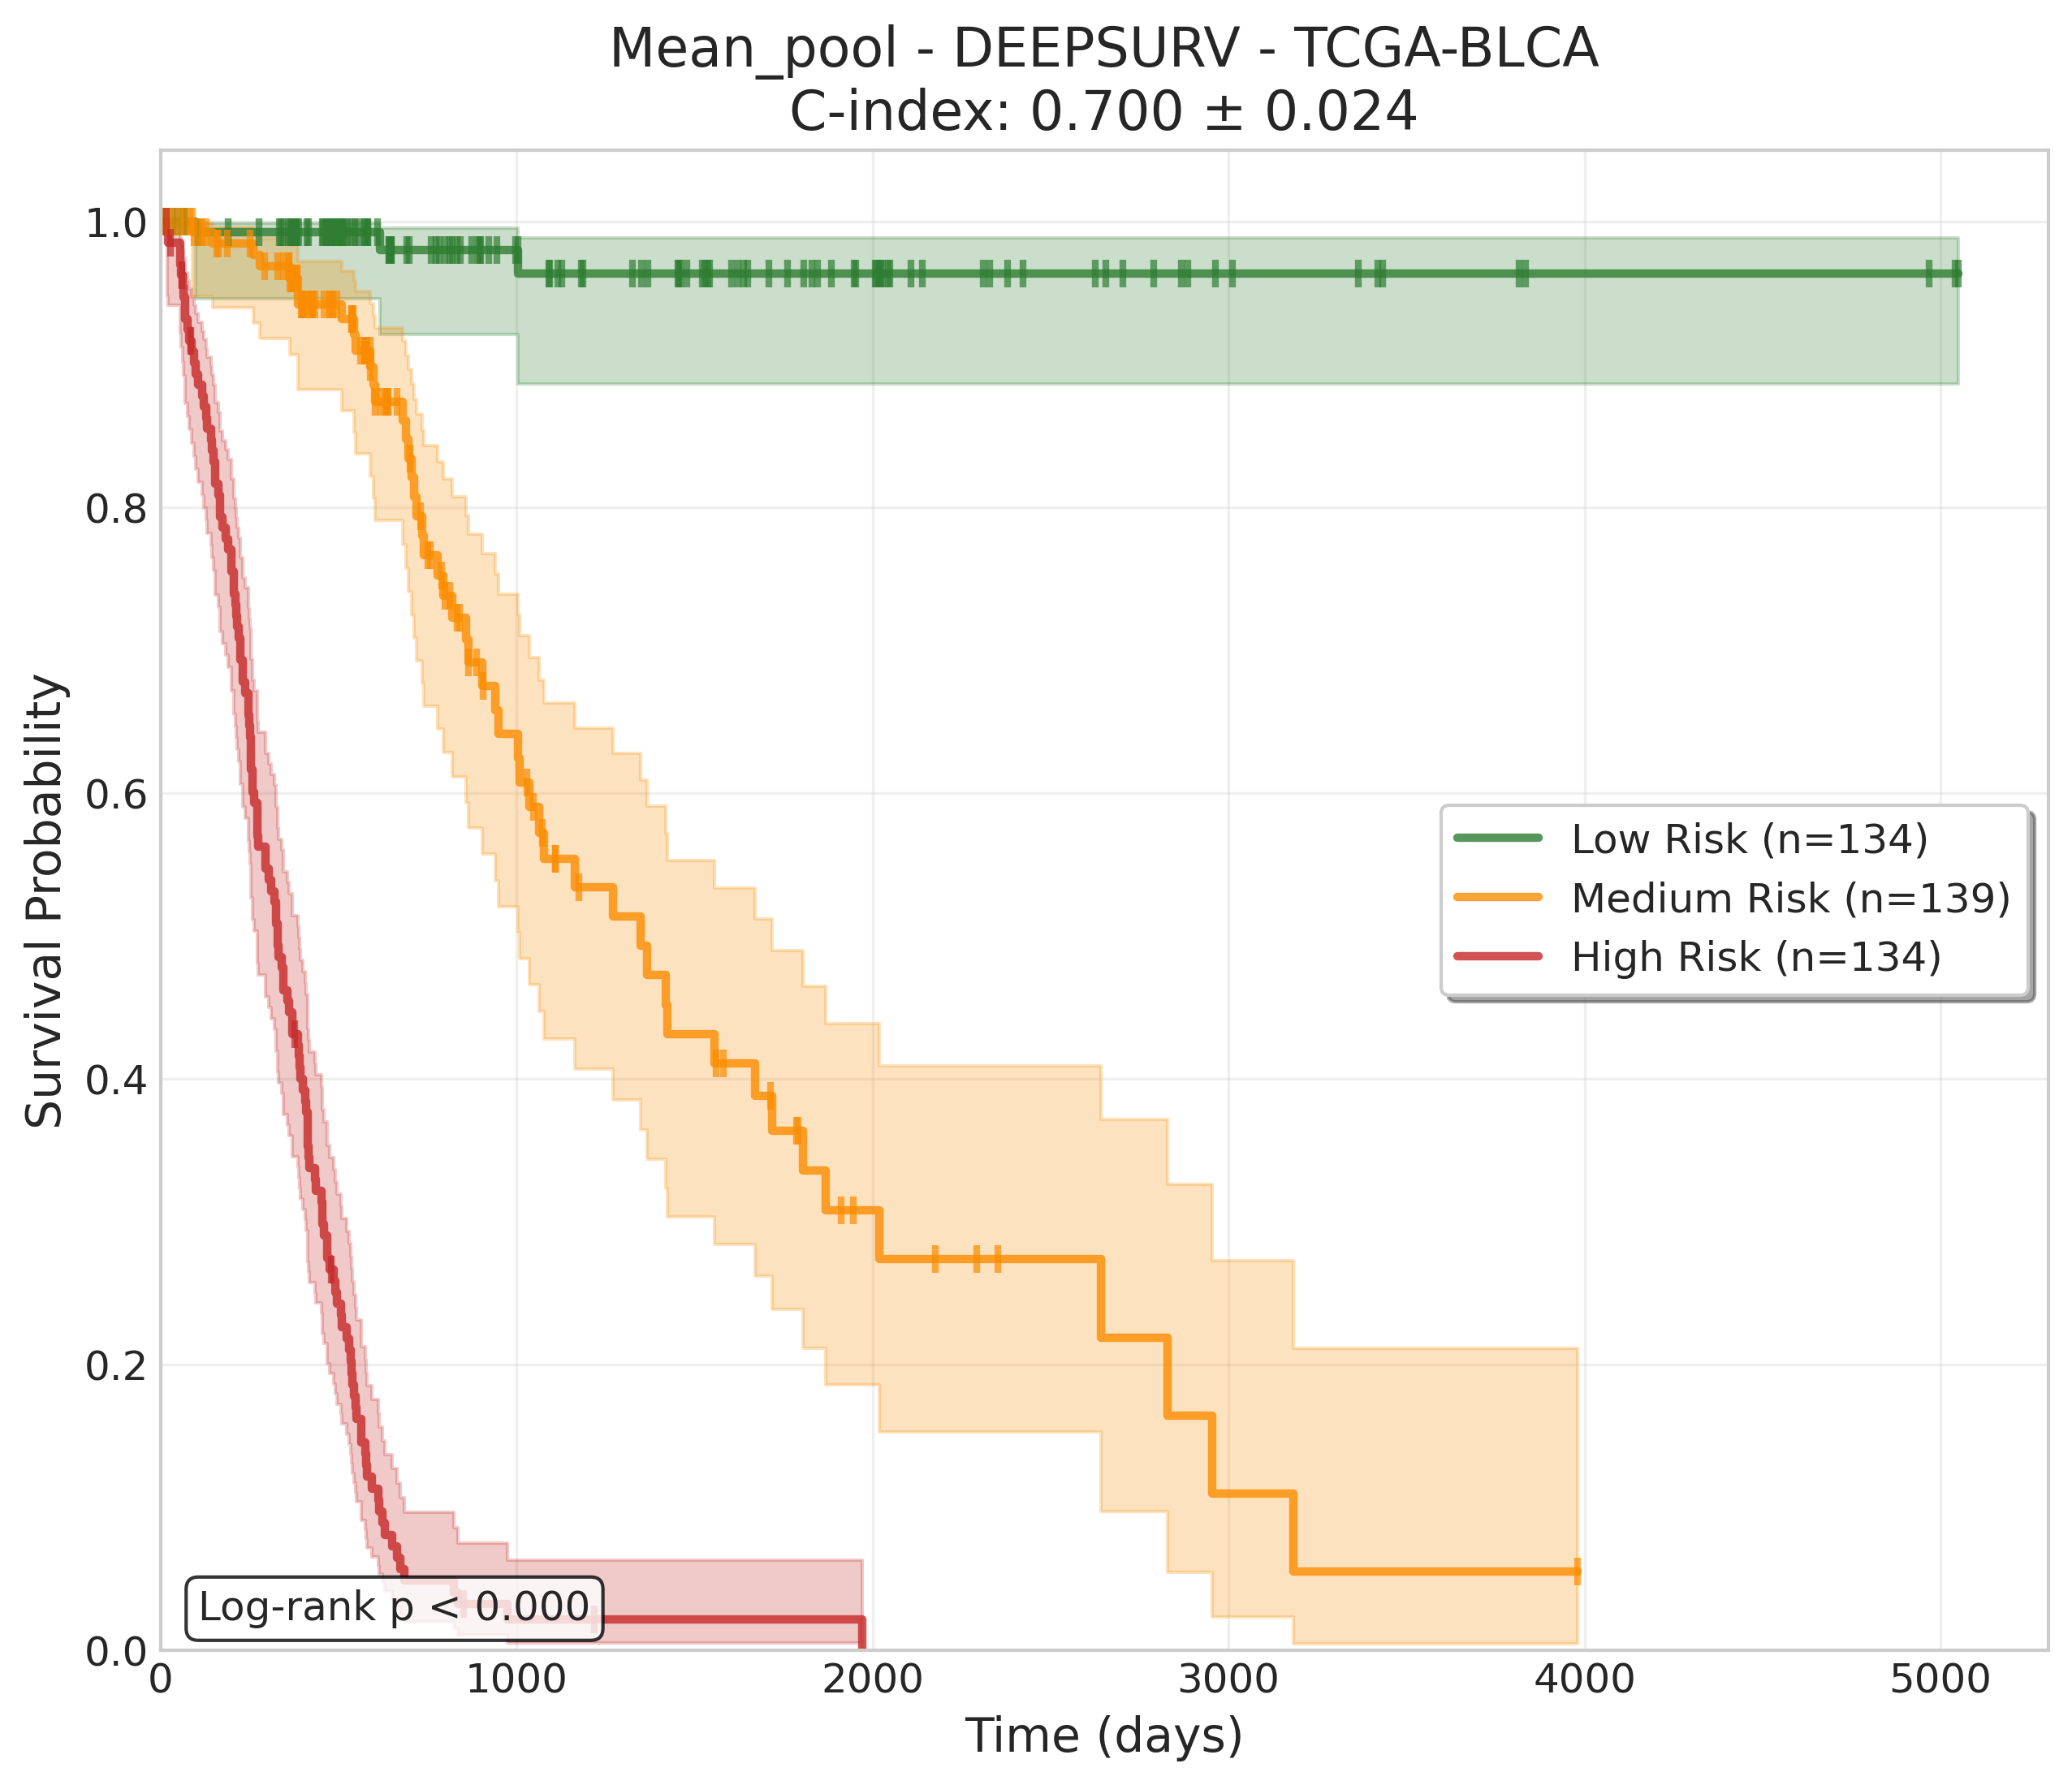 Mean_pool - DEEPSURV - TCGA-BLCA
C-index: 0.700 ± 0.024
Survival Probability
1.0
0.8
0.6
0.4
0.2
0.0
Low Risk (n=134)
Medium Risk (n=139)
High Risk (n=134)
Log-rank p < 0.000
0 1000 2000 3000 4000 5000
Time (days)